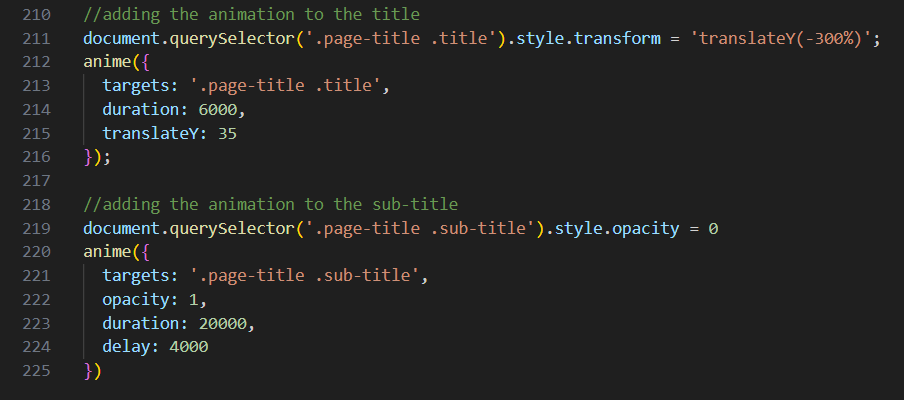 210 //adding the animation to the title
211 document.querySelector('.page-title .title').style.transform = 'translateY(-300%)';
212 anime({
213 targets: '.page-title .title',
214 duration: 6000,
215 translateY: 35
216 });
217
218 //adding the animation to the sub-title
219 document.querySelector('.page-title .sub-title').style.opacity = 0
220 anime({
221 targets: '.page-title .sub-title',
222 opacity: 1,
223 duration: 20000,
224 delay: 4000
225 })